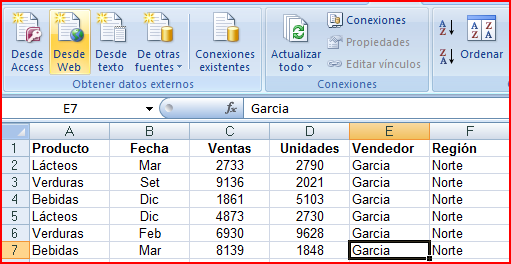 Desde Access
Desde Web
Desde texto
De otras fuentes
Conexiones existentes
Obtener datos externos
Actualizar todo
Conexiones
Propiedades
Editar vínculos
Conexiones
A Z
Z A
A Z Z A
Ordenar
E7 fx Garcia
A B C D E F
1 Producto Fecha Ventas Unidades Vendedor Región
2 Lácteos Mar 2733 2790 Garcia Norte
3 Verduras Set 9136 2021 Garcia Norte
4 Bebidas Dic 1861 5103 Garcia Norte
5 Lácteos Dic 4873 2730 Garcia Norte
6 Verduras Feb 6930 9628 Garcia Norte
7 Bebidas Mar 8139 1848 Garcia Norte